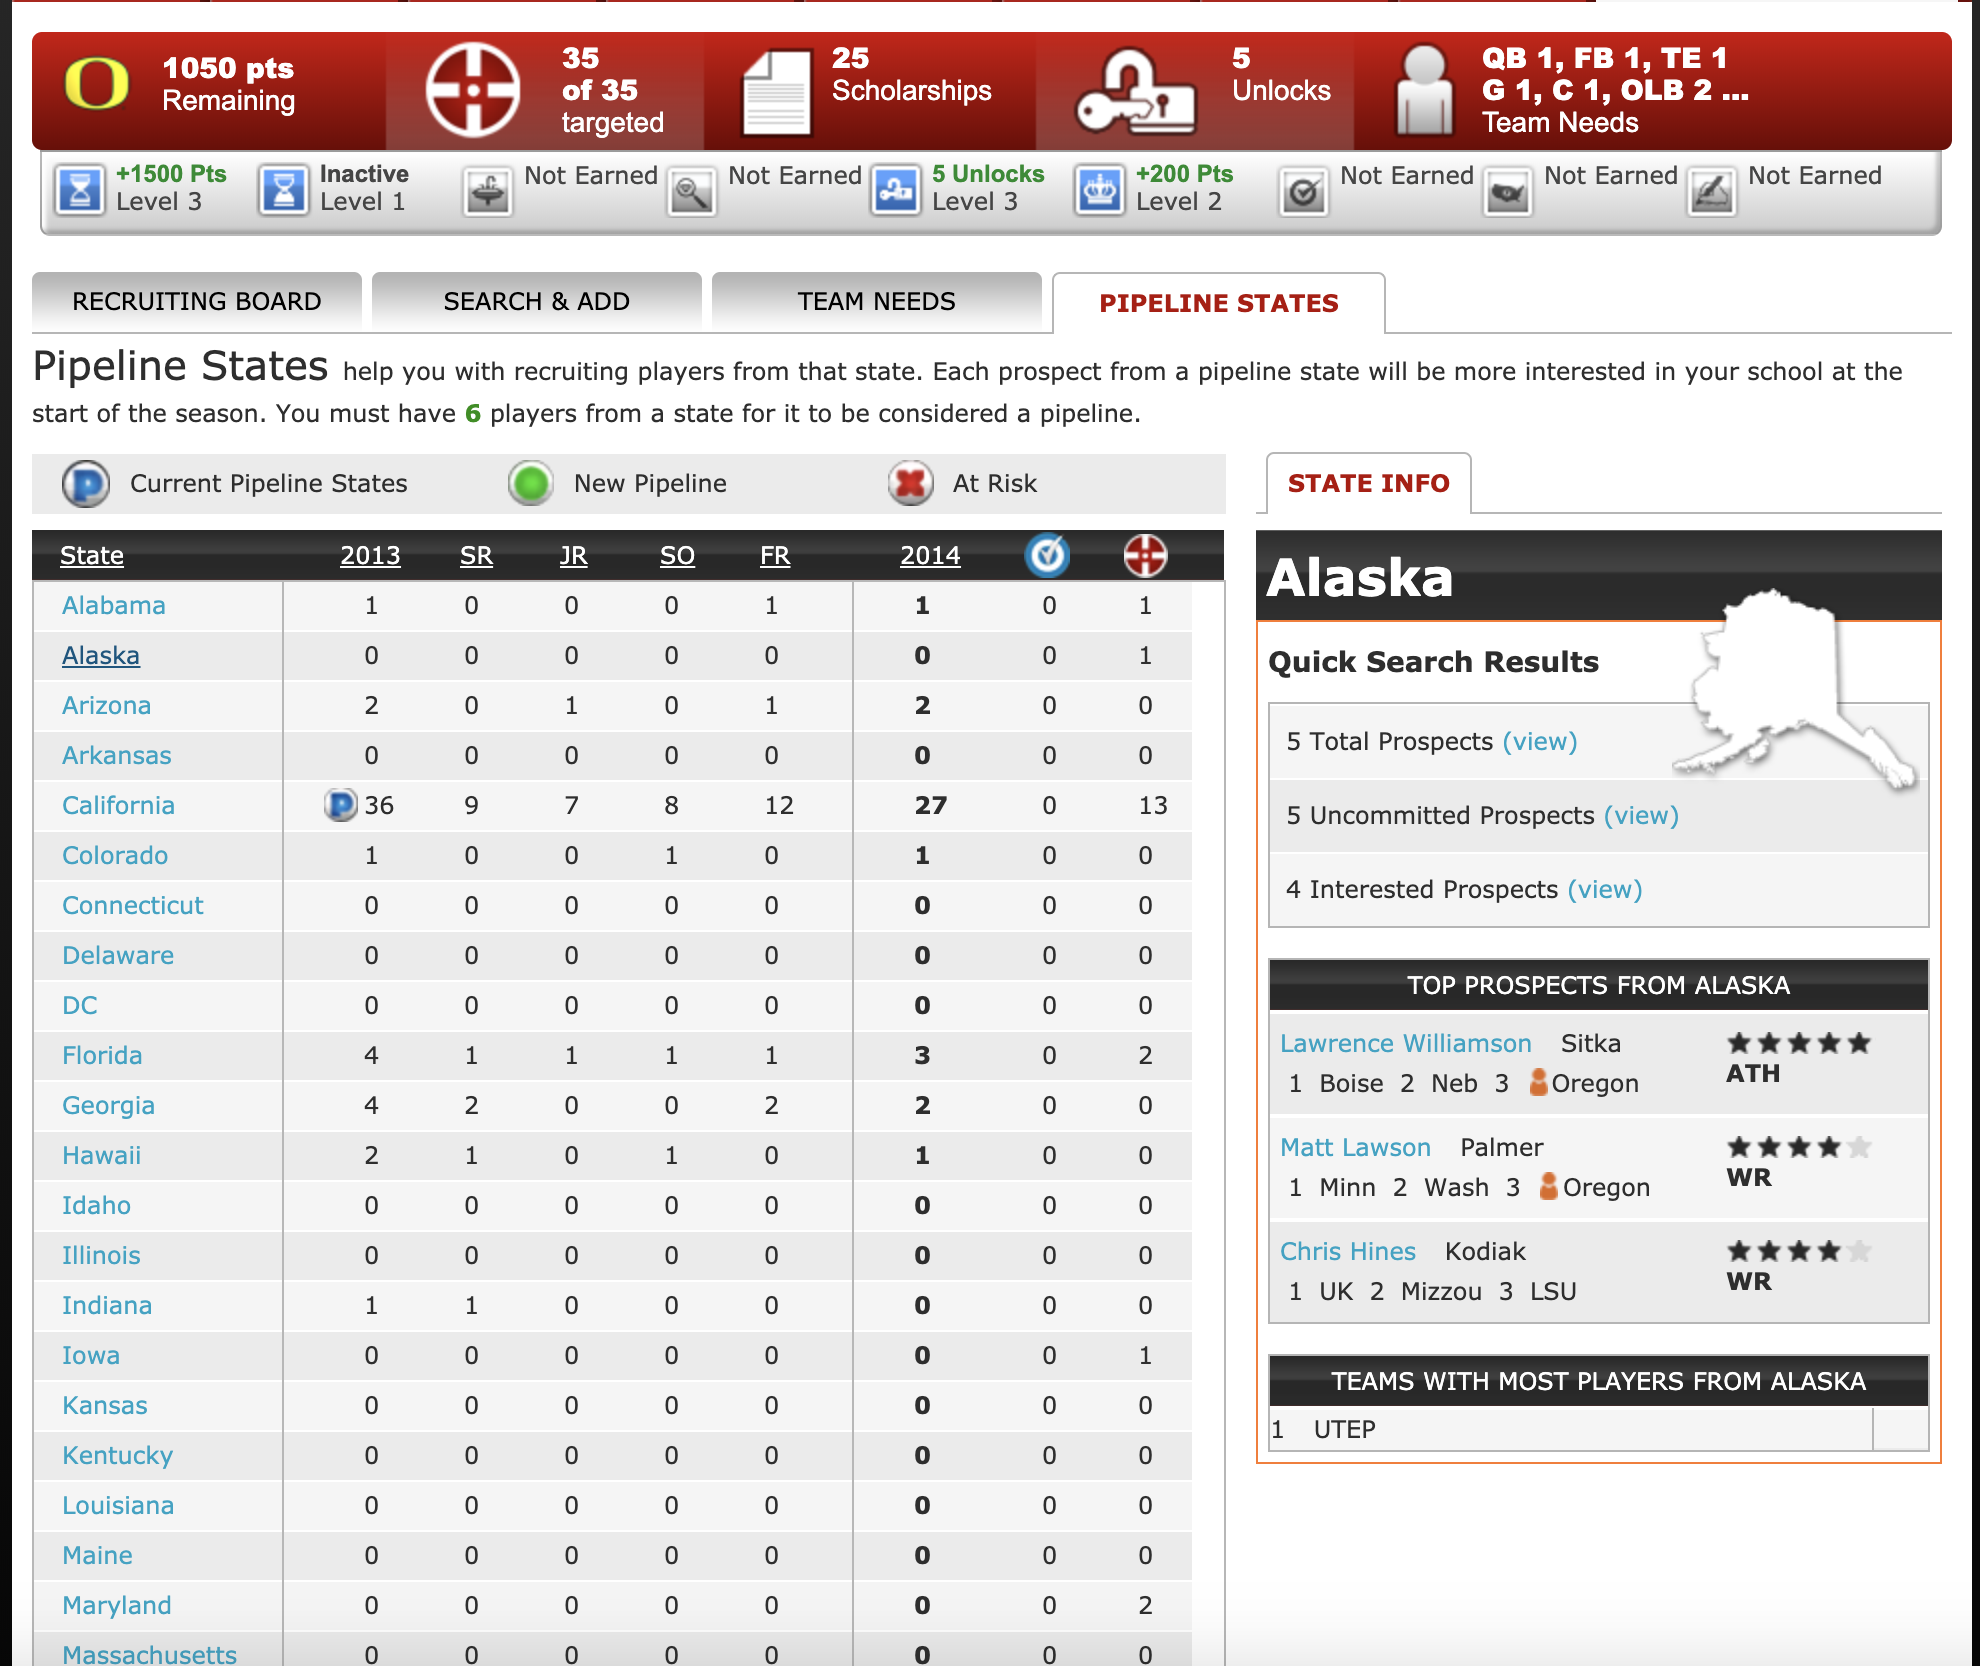 1050 pts
Remaining
35
of 35
targeted
25
Scholarships
5
Unlocks
QB 1, FB 1, TE 1
G 1, C 1, OLB 2 ...
Team Needs
+1500 Pts
Level 3
Inactive
Level 1
Not Earned
Not Earned
5 Unlocks
Level 3
+200 Pts
Level 2
Not Earned
Not Earned
Not Earned
RECRUITING BOARD
SEARCH & ADD
TEAM NEEDS
PIPELINE STATES
Pipeline States help you with recruiting players from that state. Each prospect from a pipeline state will be more interested in your school at the
start of the season. You must have 6 players from a state for it to be considered a pipeline.
Current Pipeline States
New Pipeline
At Risk
State 2013 SR JR SO FR 2014
Alabama 1 0 0 0 1 1 0 1
Alaska 0 0 0 0 0 0 0 1
Arizona 2 0 1 0 1 2 0 0
Arkansas 0 0 0 0 0 0 0 0
California P 36 9 7 8 12 27 0 13
Colorado 1 0 0 1 0 1 0 0
Connecticut 0 0 0 0 0 0 0 0
Delaware 0 0 0 0 0 0 0 0
DC 0 0 0 0 0 0 0 0
Florida 4 1 1 1 1 3 0 2
Georgia 4 2 0 0 2 2 0 0
Hawaii 2 1 0 1 0 1 0 0
Idaho 0 0 0 0 0 0 0 0
Illinois 0 0 0 0 0 0 0 0
Indiana 1 1 0 0 0 0 0 0
Iowa 0 0 0 0 0 0 0 1
Kansas 0 0 0 0 0 0 0 0
Kentucky 0 0 0 0 0 0 0 0
Louisiana 0 0 0 0 0 0 0 0
Maine 0 0 0 0 0 0 0 0
Maryland 0 0 0 0 0 0 0 2
Massachusetts 0 0 0 0 0 0 0 0
STATE INFO
Alaska
Quick Search Results
5 Total Prospects (view)
5 Uncommitted Prospects (view)
4 Interested Prospects (view)
TOP PROSPECTS FROM ALASKA
Lawrence Williamson Sitka
1 Boise 2 Neb 3 Oregon
ATH
Matt Lawson Palmer
1 Minn 2 Wash 3 Oregon
WR
Chris Hines Kodiak
1 UK 2 Mizzou 3 LSU
WR
TEAMS WITH MOST PLAYERS FROM ALASKA
1 UTEP